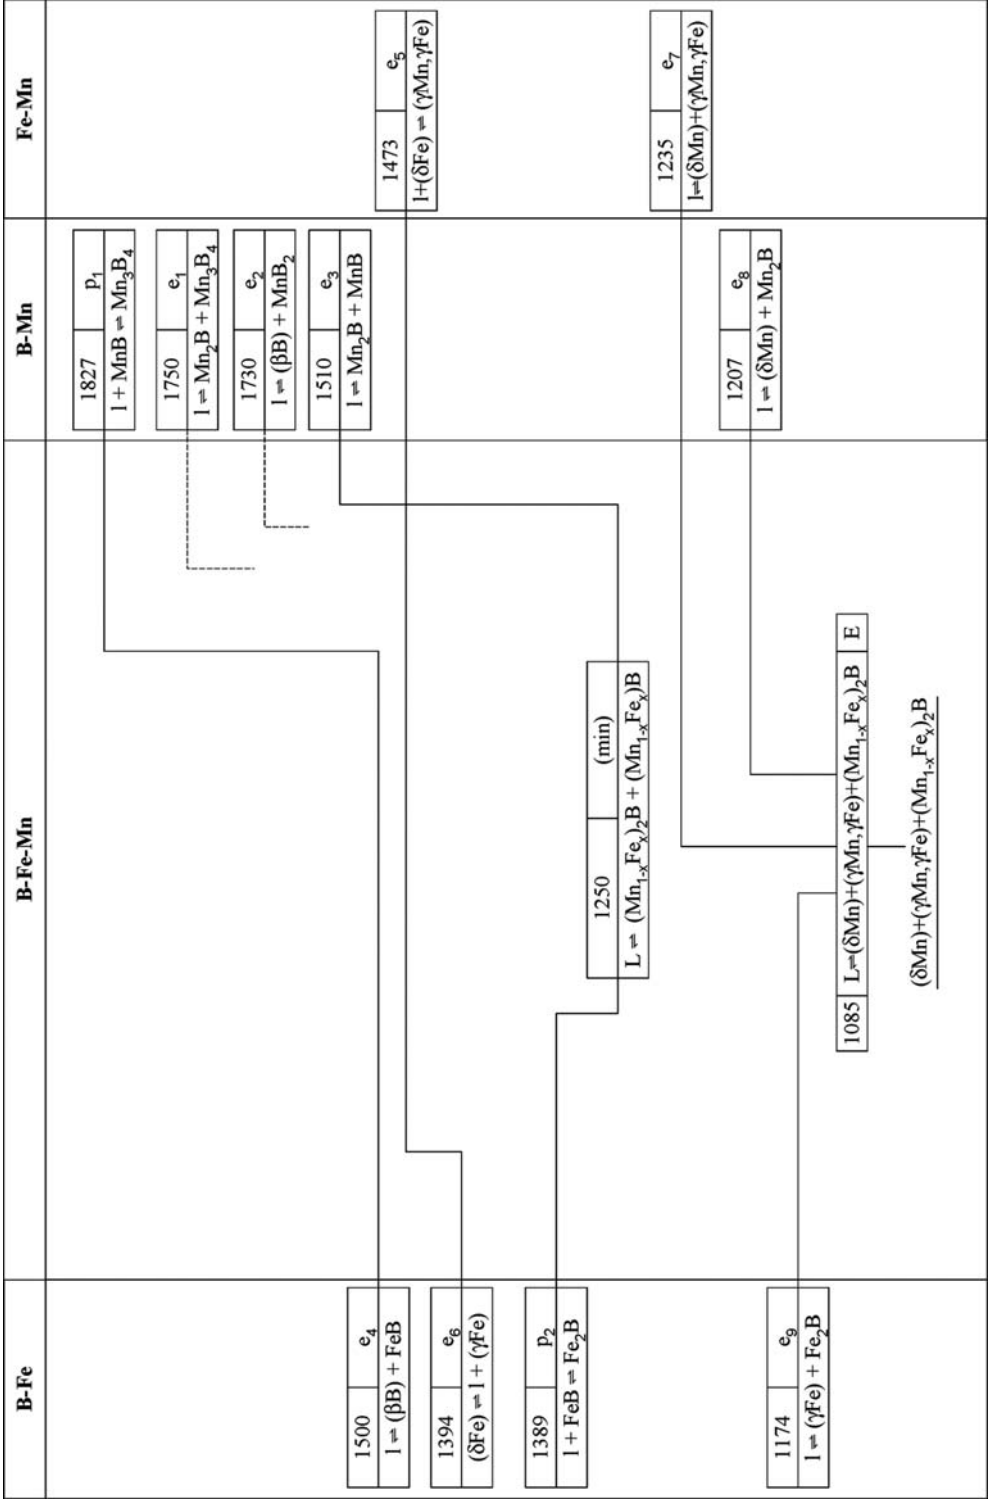 B-Fe
B-Fe-Mn
B-Mn
Fe-Mn
1500 e₄
l ⇌ (βB) + FeB
1394 e₆
(δFe) ⇌ l + (γFe)
1389 p₂
l + FeB ⇌ Fe₂B
1174 e₉
l ⇌ (γFe) + Fe₂B
1250 (min)
L ⇌ (Mn₁₋ₓFeₓ)₂B + (Mn₁₋ₓFeₓ)B
1085 L⇌(δMn)+(γMn,γFe)+(Mn₁₋ₓFeₓ)₂B E
(δMn)+(γMn,γFe)+(Mn₁₋ₓFeₓ)₂B
1827 p₁
l + MnB ⇌ Mn₃B₄
1750 e₁
l ⇌ Mn₂B + Mn₃B₄
1730 e₂
l ⇌ (βB) + MnB₂
1510 e₃
l ⇌ Mn₂B + MnB
1207 e₈
l ⇌ (δMn) + Mn₂B
1473 e₅
l+(δFe) ⇌ (γMn,γFe)
1235 e₇
l⇌(δMn)+(γMn,γFe)